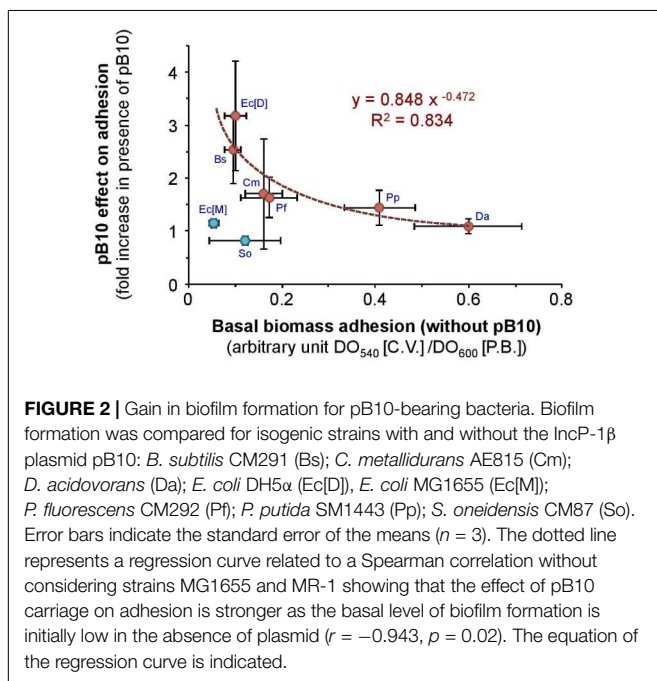 4
3
2
1
0
pB10 effect on adhesion
(fold increase in presence of pB10)
Ec[D]
Bs
Cm
Pf
Ec[M]
So
Pp
Da
y = 0.848 x -0.472
R² = 0.834
0 0.2 0.4 0.6 0.8
Basal biomass adhesion (without pB10)
(arbitrary unit DO540 [C.V.] /DO600 [P.B.])
FIGURE 2 | Gain in biofilm formation for pB10-bearing bacteria. Biofilm
formation was compared for isogenic strains with and without the IncP-1β
plasmid pB10: B. subtilis CM291 (Bs); C. metallidurans AE815 (Cm);
D. acidovorans (Da); E. coli DH5α (Ec[D]), E. coli MG1655 (Ec[M]);
P. fluorescens CM292 (Pf); P. putida SM1443 (Pp); S. oneidensis CM87 (So).
Error bars indicate the standard error of the means (n = 3). The dotted line
represents a regression curve related to a Spearman correlation without
considering strains MG1655 and MR-1 showing that the effect of pB10
carriage on adhesion is stronger as the basal level of biofilm formation is
initially low in the absence of plasmid (r = −0.943, p = 0.02). The equation of
the regression curve is indicated.